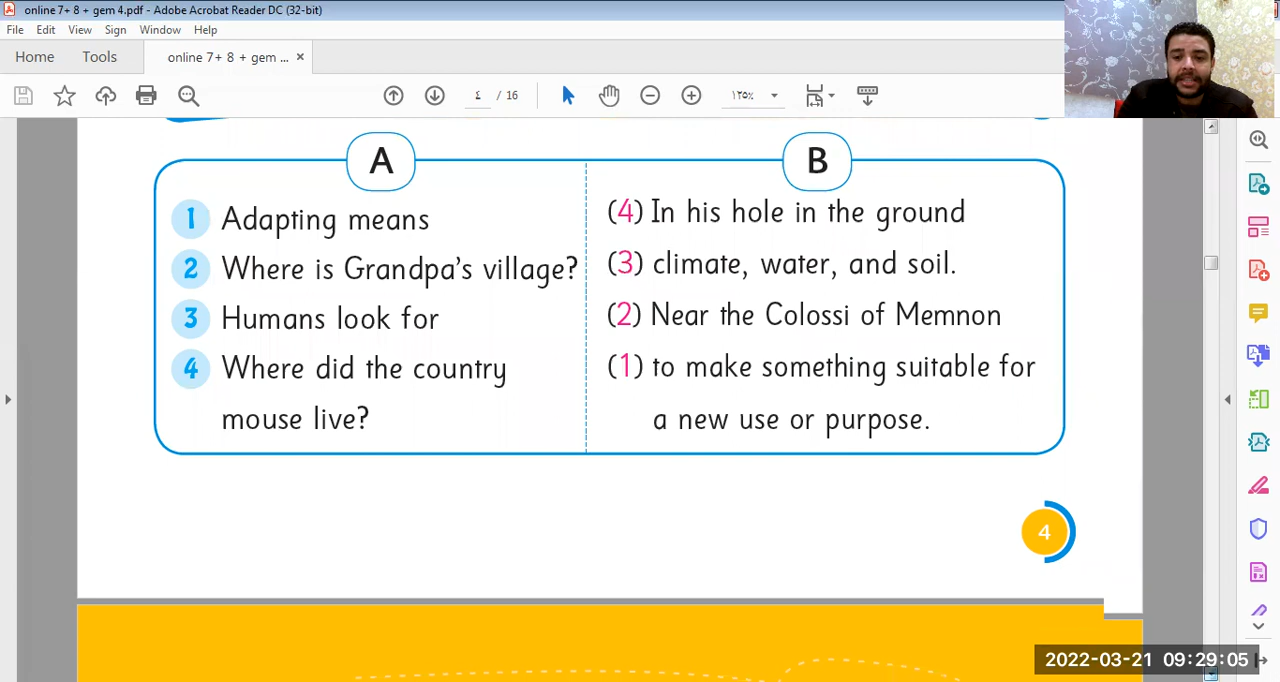 online 7+ 8 + gem 4.pdf - Adobe Acrobat Reader DC (32-bit)
File Edit View Sign Window Help
Home Tools online 7+ 8 + gem ... ×
٤ / 16 ١٢٥%
A
1 Adapting means
2 Where is Grandpa's village?
3 Humans look for
4 Where did the country
mouse live?
B
(4) In his hole in the ground
(3) climate, water, and soil.
(2) Near the Colossi of Memnon
(1) to make something suitable for
a new use or purpose.
4
2022-03-21 09:29:05